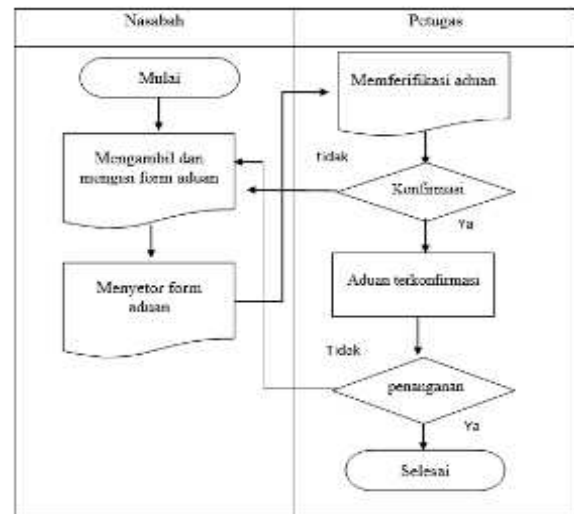 Nasabah
Petugas
Mulai
Mengambil dan
mengisi form aduan
Menyetor form
aduan
Memferifikasi aduan
tidak
Konfirmasi
Ya
Aduan terkonfirmasi
Tidak
penanganan
Ya
Selesai